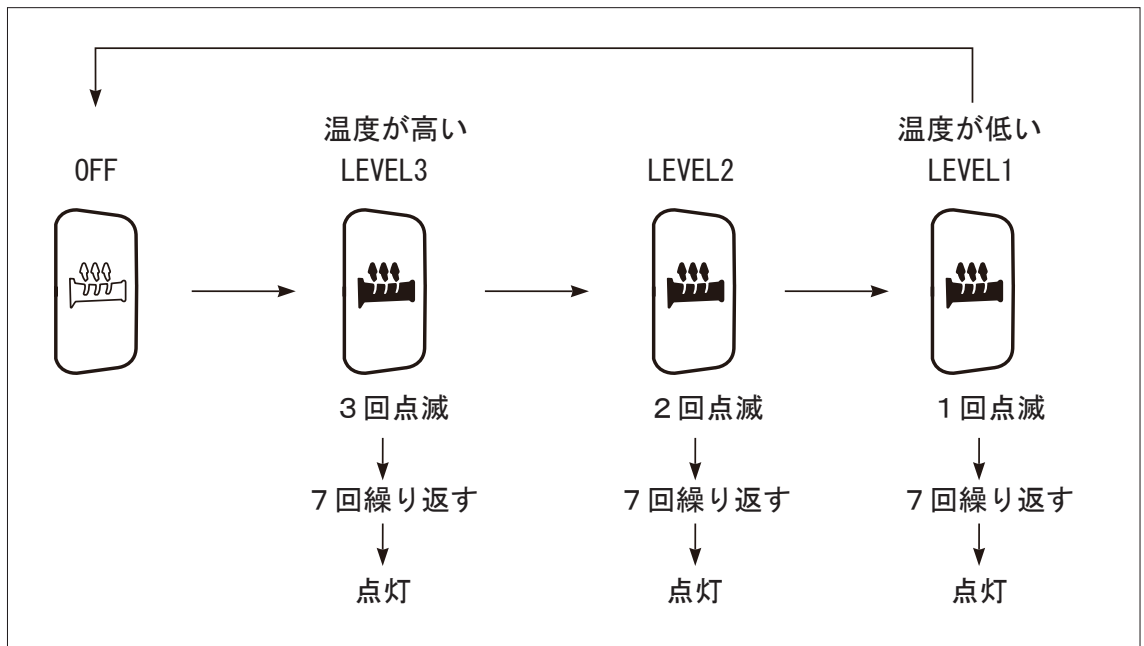 温度が高い
温度が低い
OFF
LEVEL3
LEVEL2
LEVEL1
3回点滅
2回点滅
1回点滅
7回繰り返す
7回繰り返す
7回繰り返す
点灯
点灯
点灯